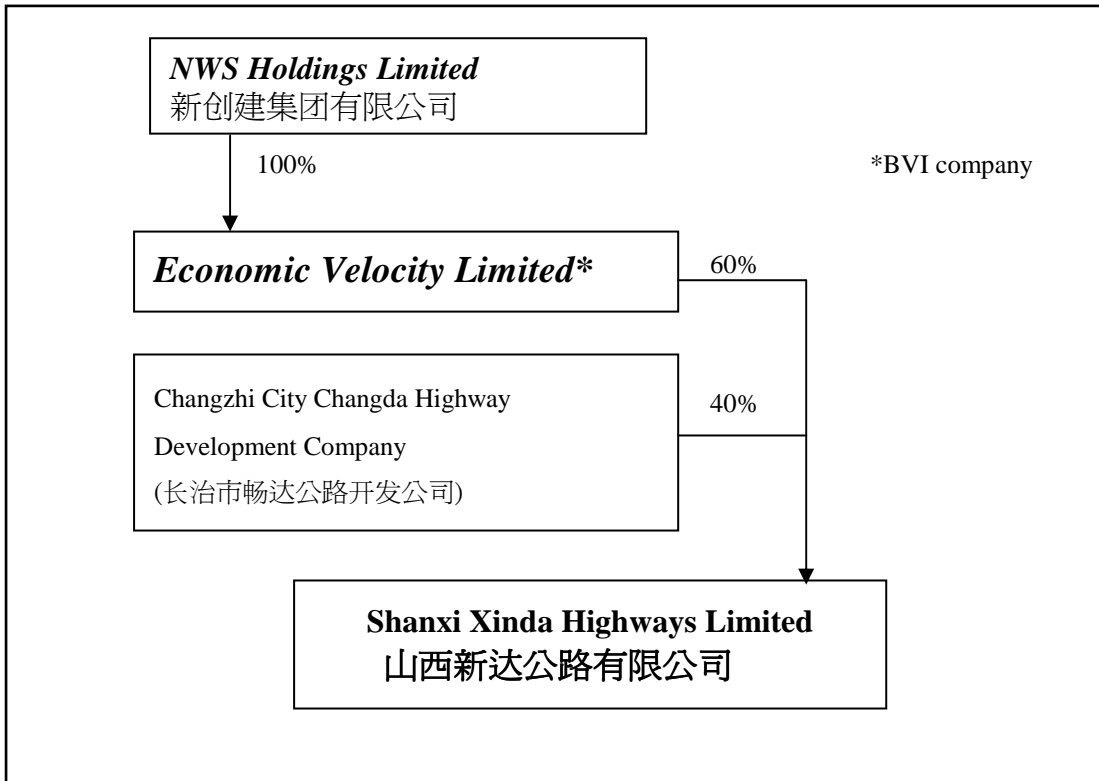 NWS Holdings Limited
新创建集团有限公司
100%
*BVI company
Economic Velocity Limited*
60%
Changzhi City Changda Highway
Development Company
(长治市畅达公路开发公司)
40%
Shanxi Xinda Highways Limited
山西新达公路有限公司